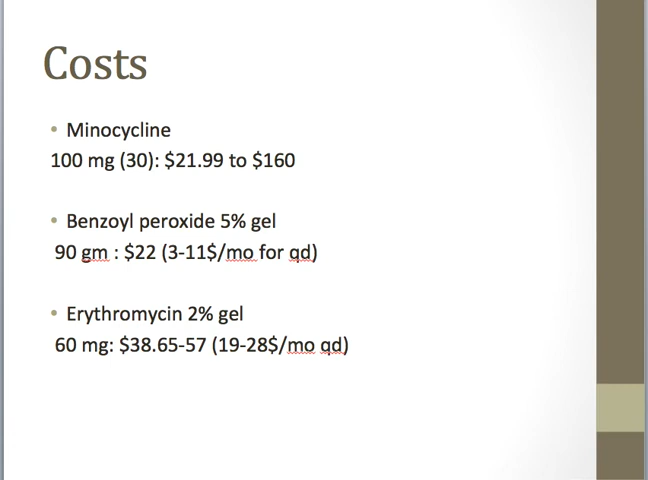 Costs
• Minocycline
100 mg (30): $21.99 to $160
• Benzoyl peroxide 5% gel
90 gm : $22 (3-11$/mo for qd)
• Erythromycin 2% gel
60 mg: $38.65-57 (19-28$/mo qd)